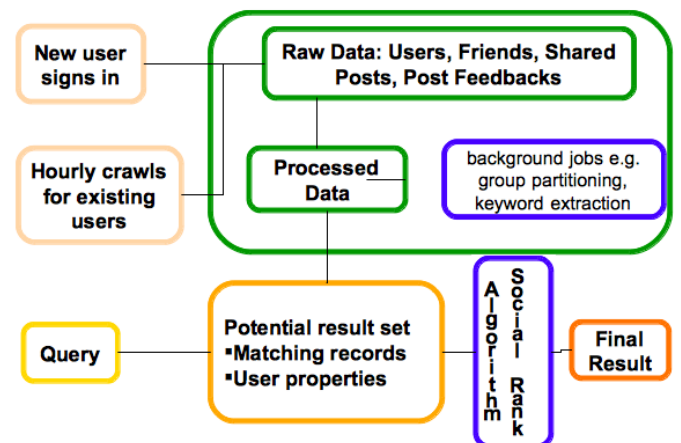 New user
signs in
Raw Data: Users, Friends, Shared
Posts, Post Feedbacks
Hourly crawls
for existing
users
Processed
Data
background jobs e.g.
group partitioning,
keyword extraction
Query
Potential result set
▪Matching records
▪User properties
Social Rank
Algorithm
Final
Result